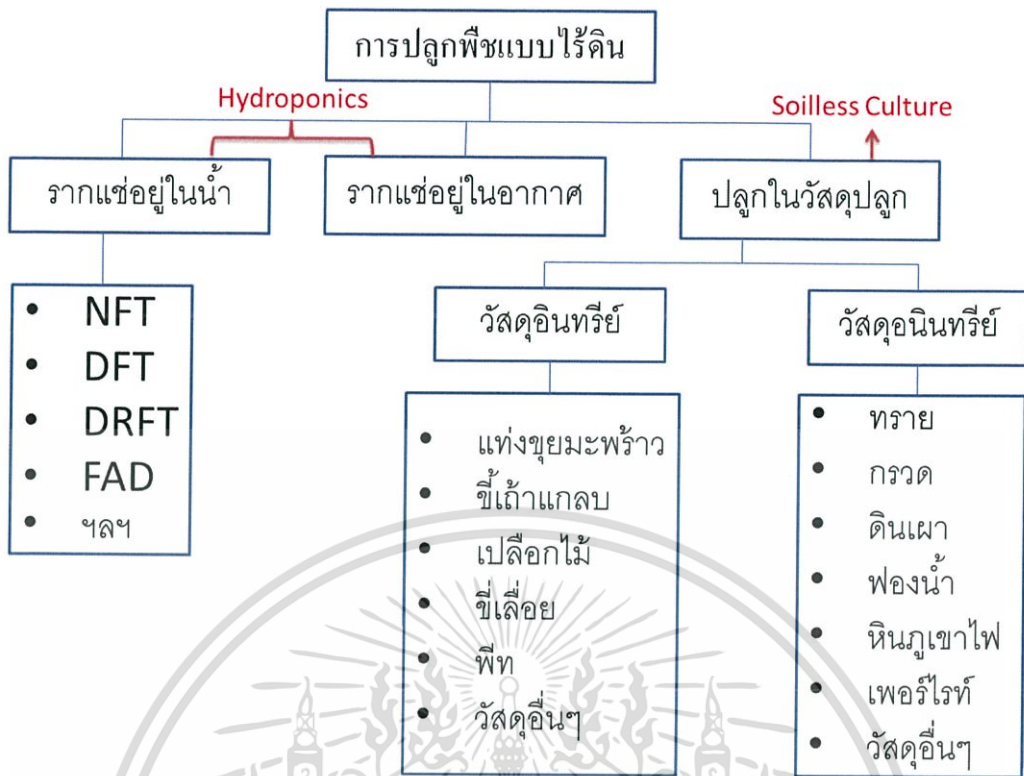 การปลูกพืชแบบไร้ดิน
Hydroponics
Soilless Culture
รากแช่อยู่ในน้ำ
รากแช่อยู่ในอากาศ
ปลูกในวัสดุปลูก
• NFT
• DFT
• DRFT
• FAD
• ฯลฯ
วัสดุอินทรีย์
วัสดุอนินทรีย์
• แท่งขุยมะพร้าว
• ขี้เถ้าแกลบ
• เปลือกไม้
• ขี่เลื่อย
• พีท
• วัสดุอื่นๆ
• ทราย
• กรวด
• ดินเผา
• ฟองน้ำ
• หินภูเขาไฟ
• เพอร์ไรท์
• วัสดุอื่นๆ